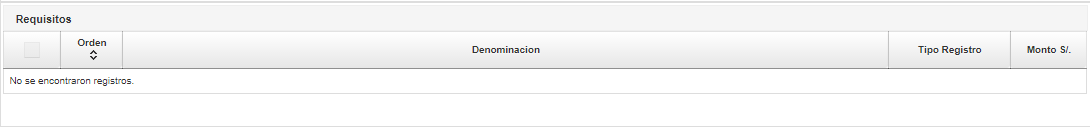 Requisitos
Orden
Denominacion
Tipo Registro
Monto S/.
No se encontraron registros.